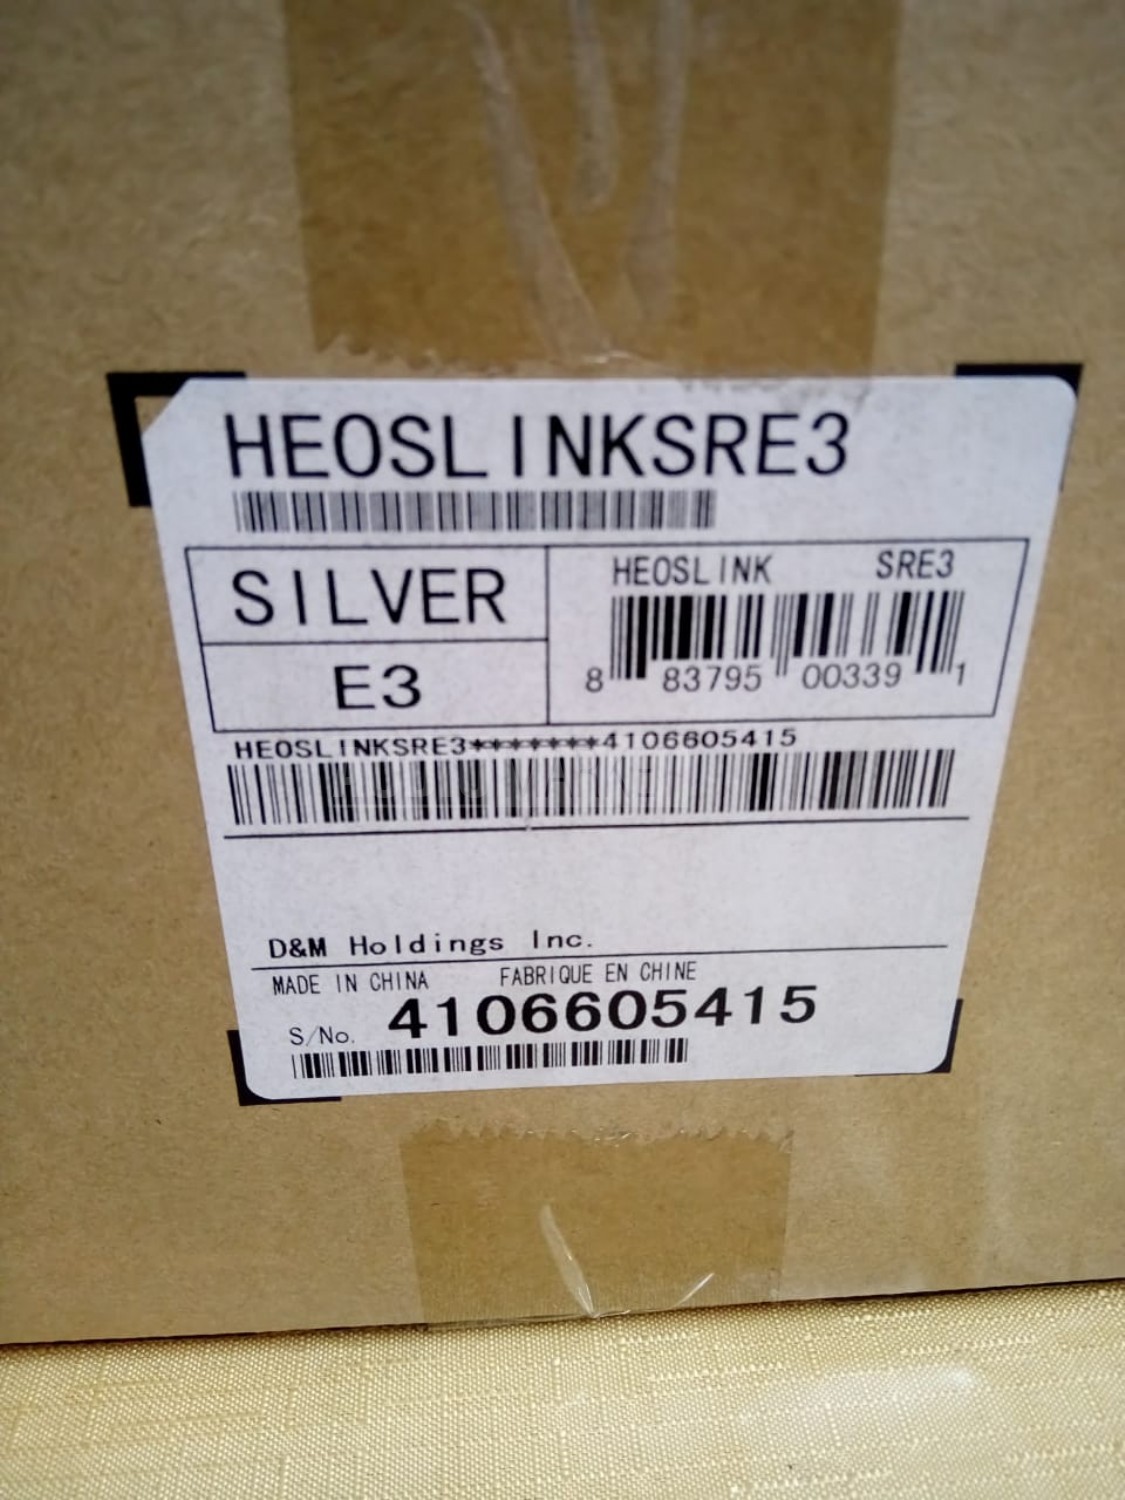 HEOSLINKSRE3
SILVER
E3
HEOSLINK SRE3
8 83795 00339 1
HEOSLINKSRE3*******4106605415
D&M Holdings Inc.
MADE IN CHINA FABRIQUE EN CHINE
S/No. 4106605415